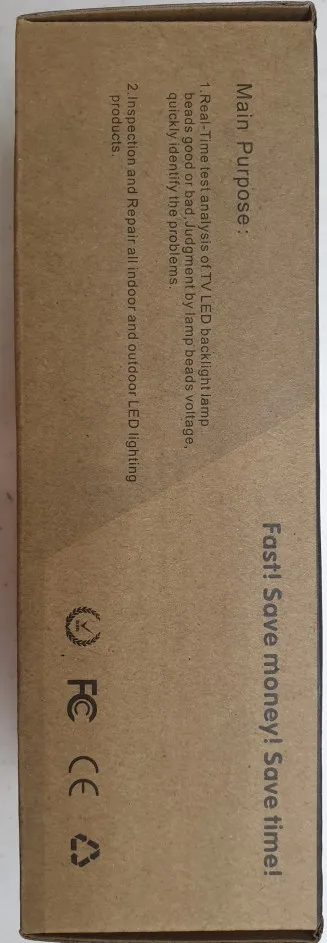 Main Purpose:
1.Real-Time test analysis of TV LED backlight lamp
beads good or bad,Judgment by lamp beads voltage,
quickly identify the problems.
2.Inspection and Repair all indoor and outdoor LED lighting
products.
Fast! Save money! Save time!
FC CE